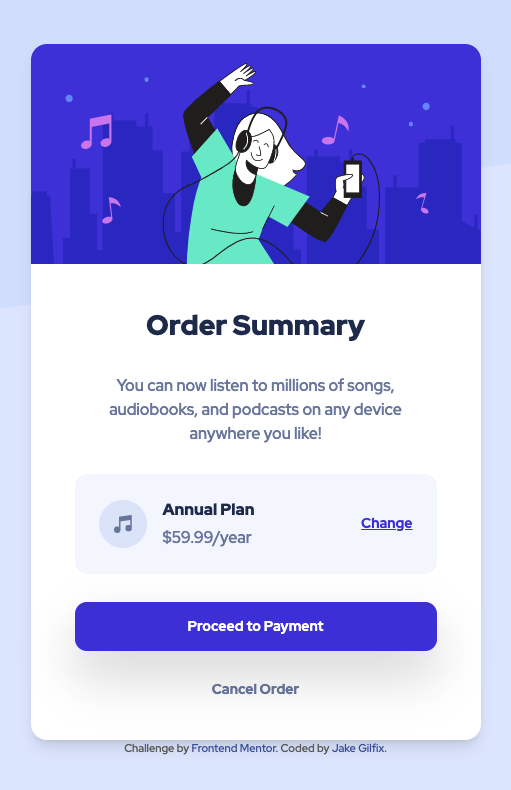 Order Summary
You can now listen to millions of songs,
audiobooks, and podcasts on any device
anywhere you like!
Annual Plan
$59.99/year
Change
Proceed to Payment
Cancel Order
Challenge by Frontend Mentor. Coded by Jake Gilfix.